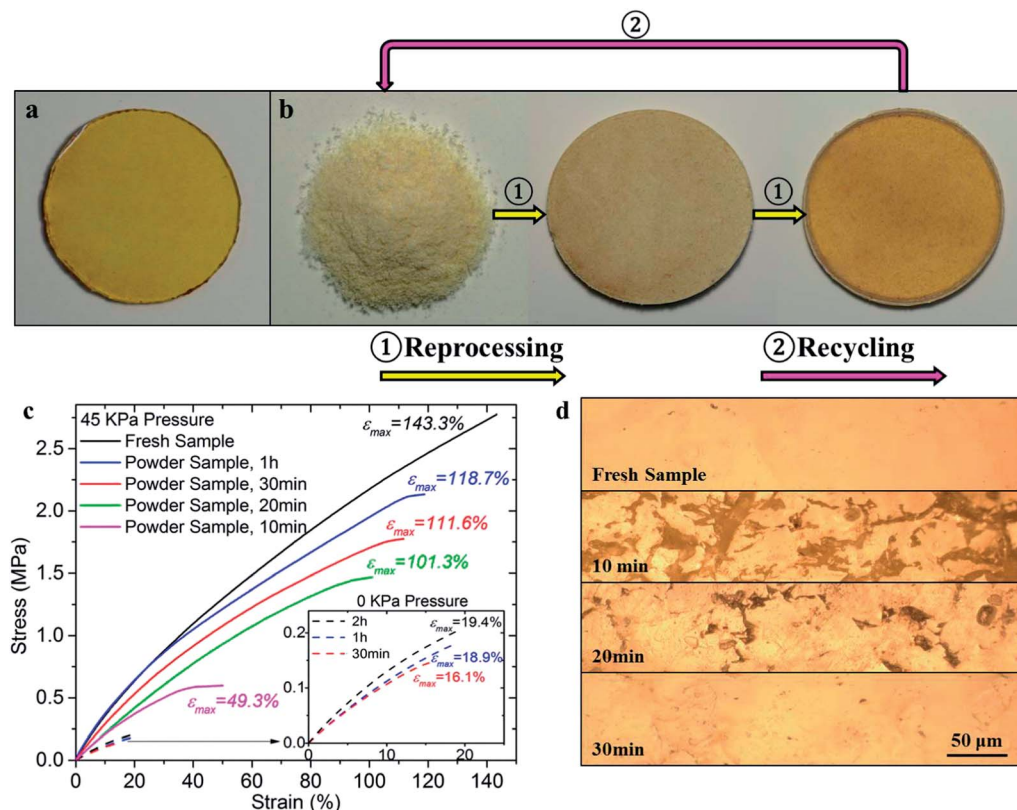 ②
a
b
①
①
① Reprocessing
② Recycling
c
45 KPa Pressure
Fresh Sample
Powder Sample, 1h
Powder Sample, 30min
Powder Sample, 20min
Powder Sample, 10min
εmax=143.3%
εmax=118.7%
εmax=111.6%
εmax=101.3%
εmax=49.3%
Stress (MPa)
2.5
2.0
1.5
1.0
0.5
0.0
0 20 40 60 80 100 120 140
Strain (%)
0 KPa Pressure
2h
1h
30min
εmax=19.4%
εmax=18.9%
εmax=16.1%
0.2
0.1
0.0
0 10 20
d
Fresh Sample
10 min
20min
30min
50 μm